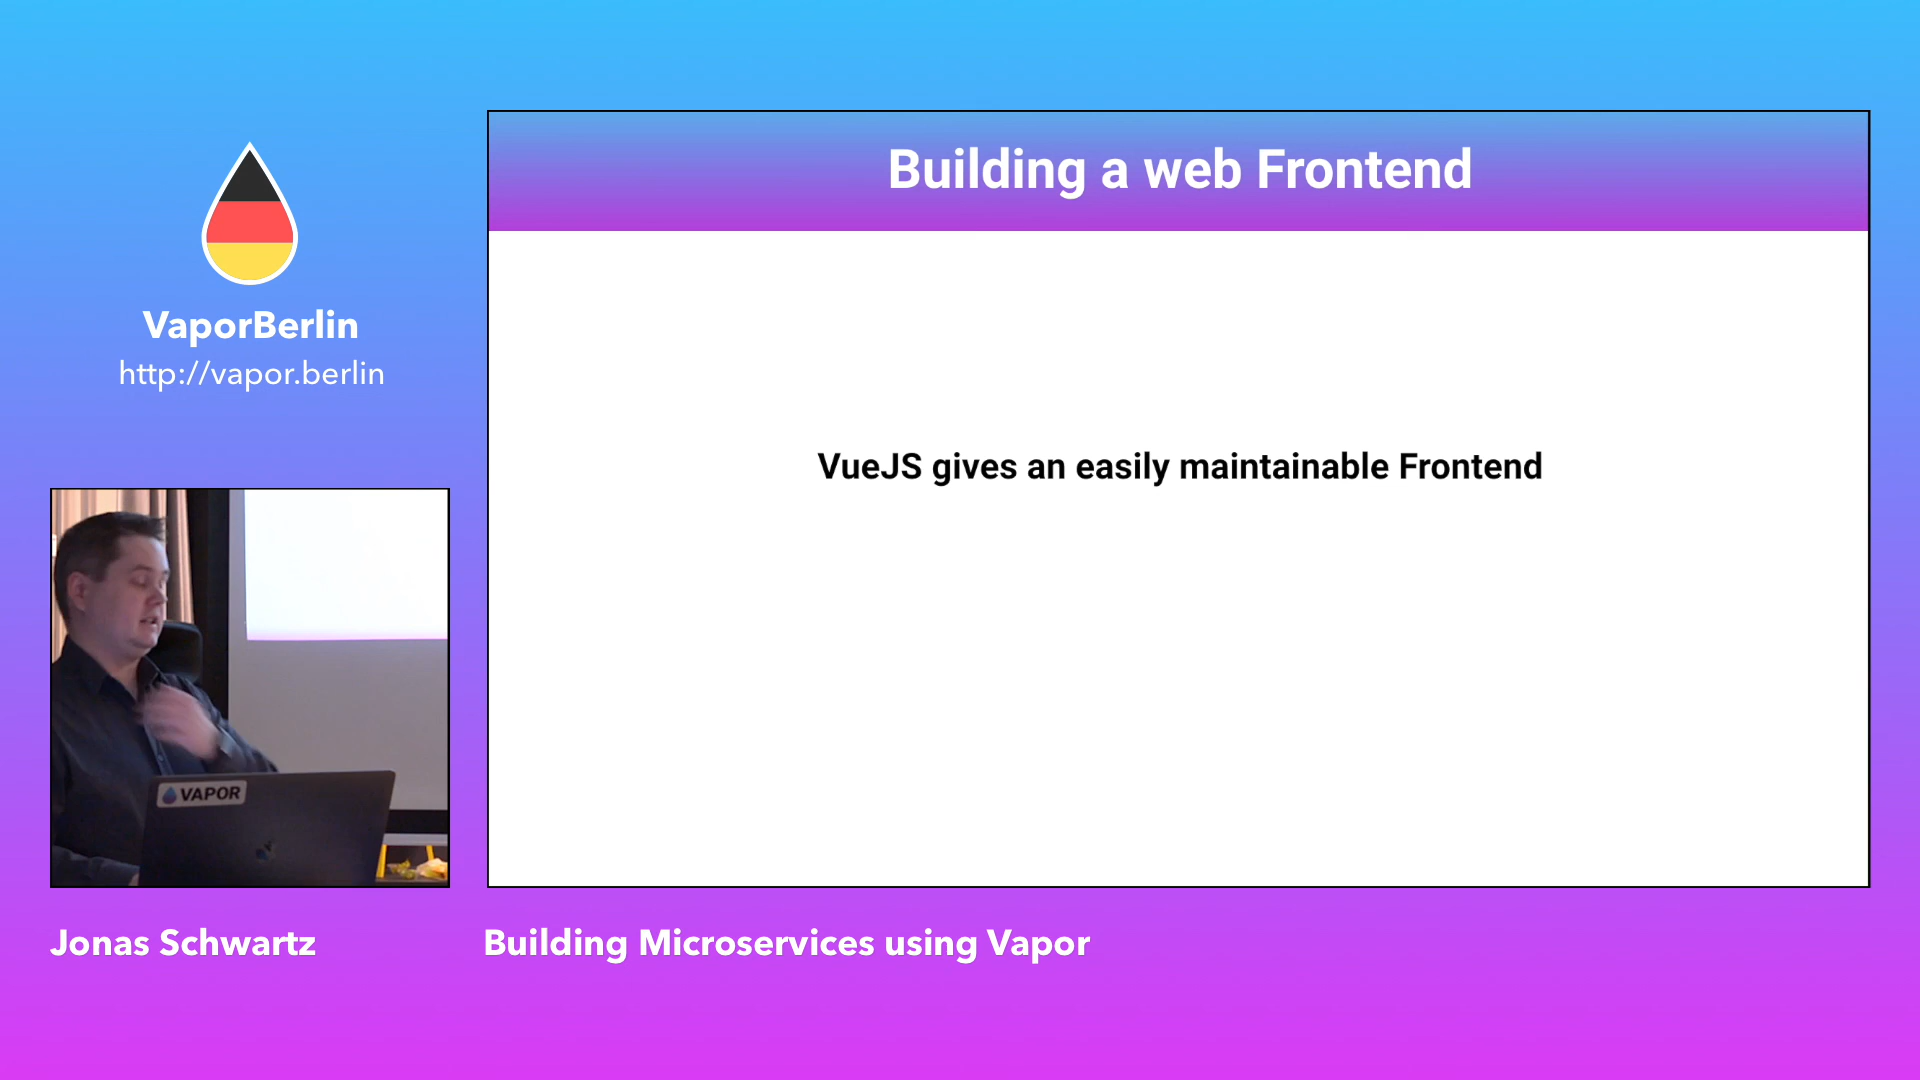 VaporBerlin
http://vapor.berlin
Building a web Frontend
VueJS gives an easily maintainable Frontend
VAPOR
Jonas Schwartz
Building Microservices using Vapor